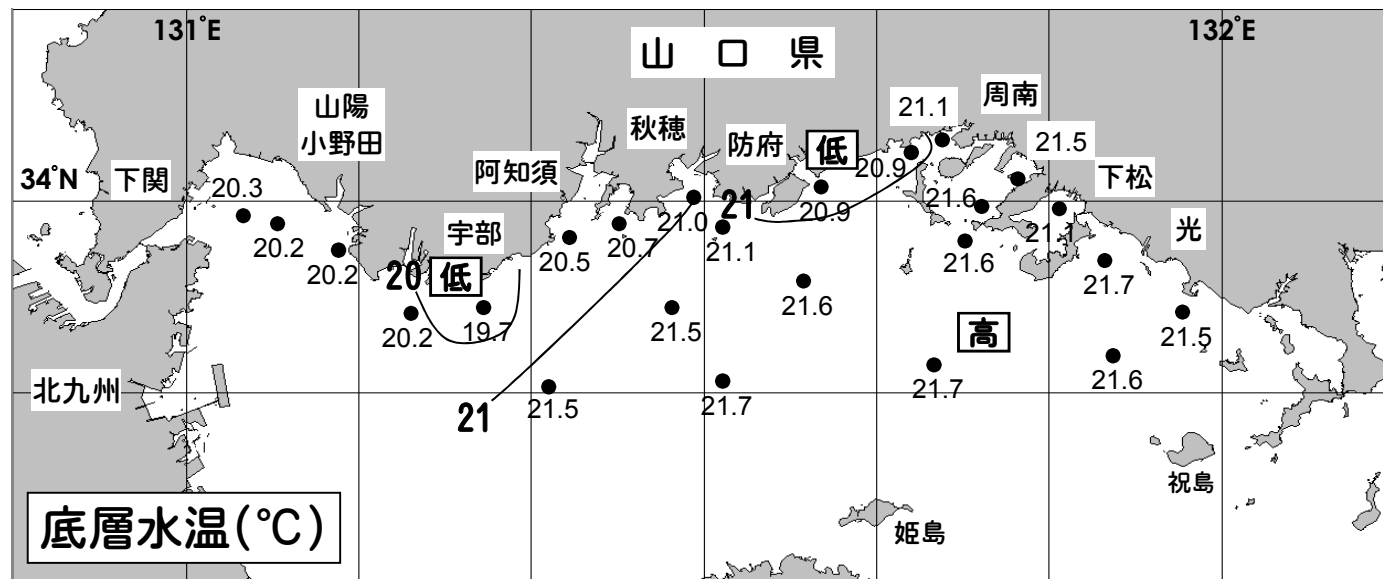 131°E
132°E
山 口 県
山陽
小野田
秋穂
防府
低
21.1
周南
21.5
34°N
下関
20.3
阿知須
20.9
下松
20.2
宇部
20.5
20.7
21.0
21
20.9
21.6
21.1
光
20.2
20
低
21.1
21.6
21.7
20.2
19.7
21.5
21.6
高
21.5
北九州
21.5
21.7
21.7
21.6
21
祝島
底層水温(℃)
姫島